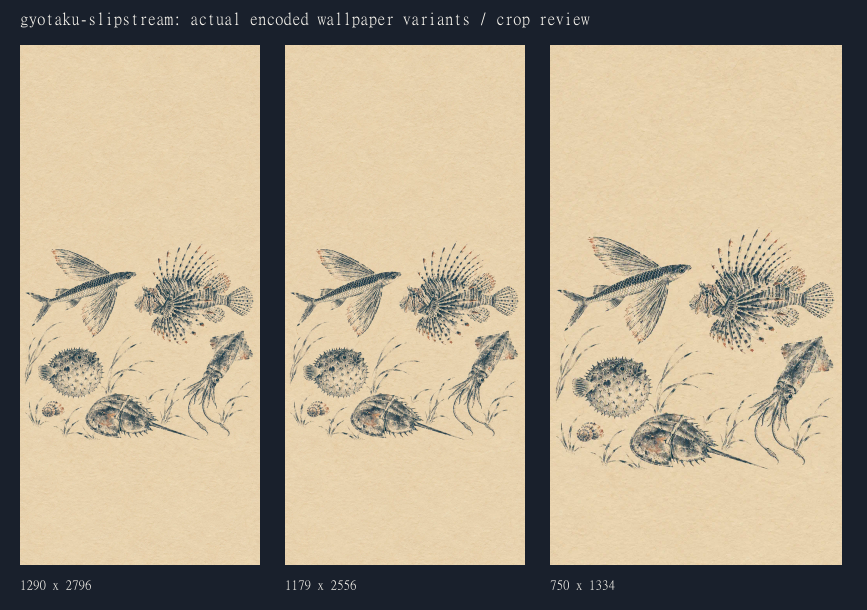 gyotaku-slipstream: actual encoded wallpaper variants / crop review
1290 x 2796
1179 x 2556
750 x 1334